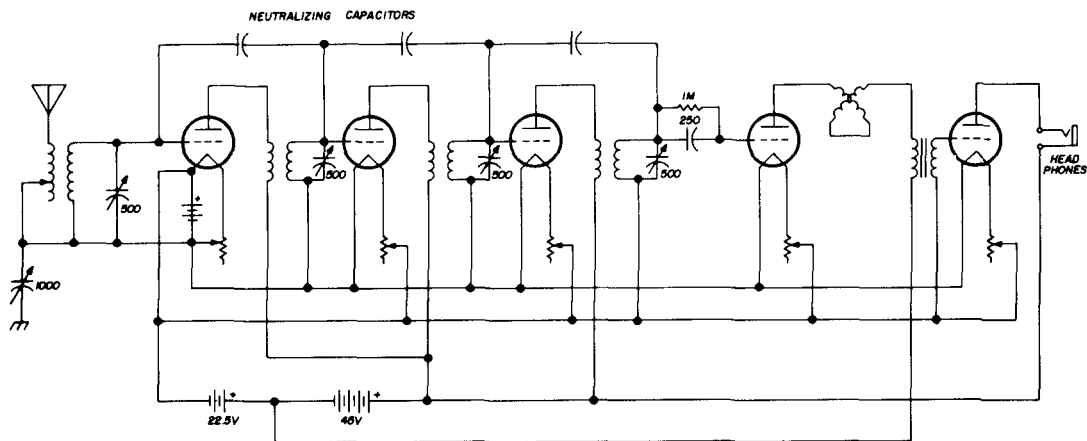 NEUTRALIZING CAPACITORS
1M
250
500
500
500
500
HEAD
PHONES
1000
+
+
+
22.5V
45V